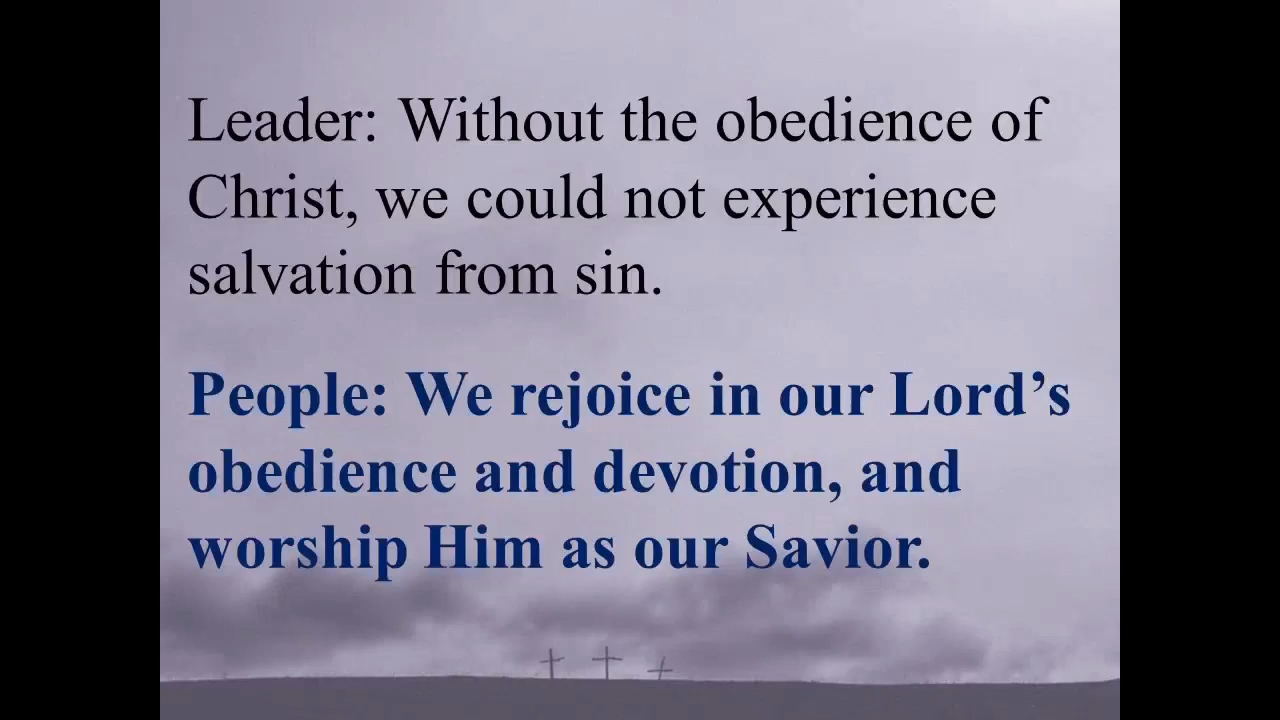 Leader: Without the obedience of
Christ, we could not experience
salvation from sin.
People: We rejoice in our Lord’s
obedience and devotion, and
worship Him as our Savior.